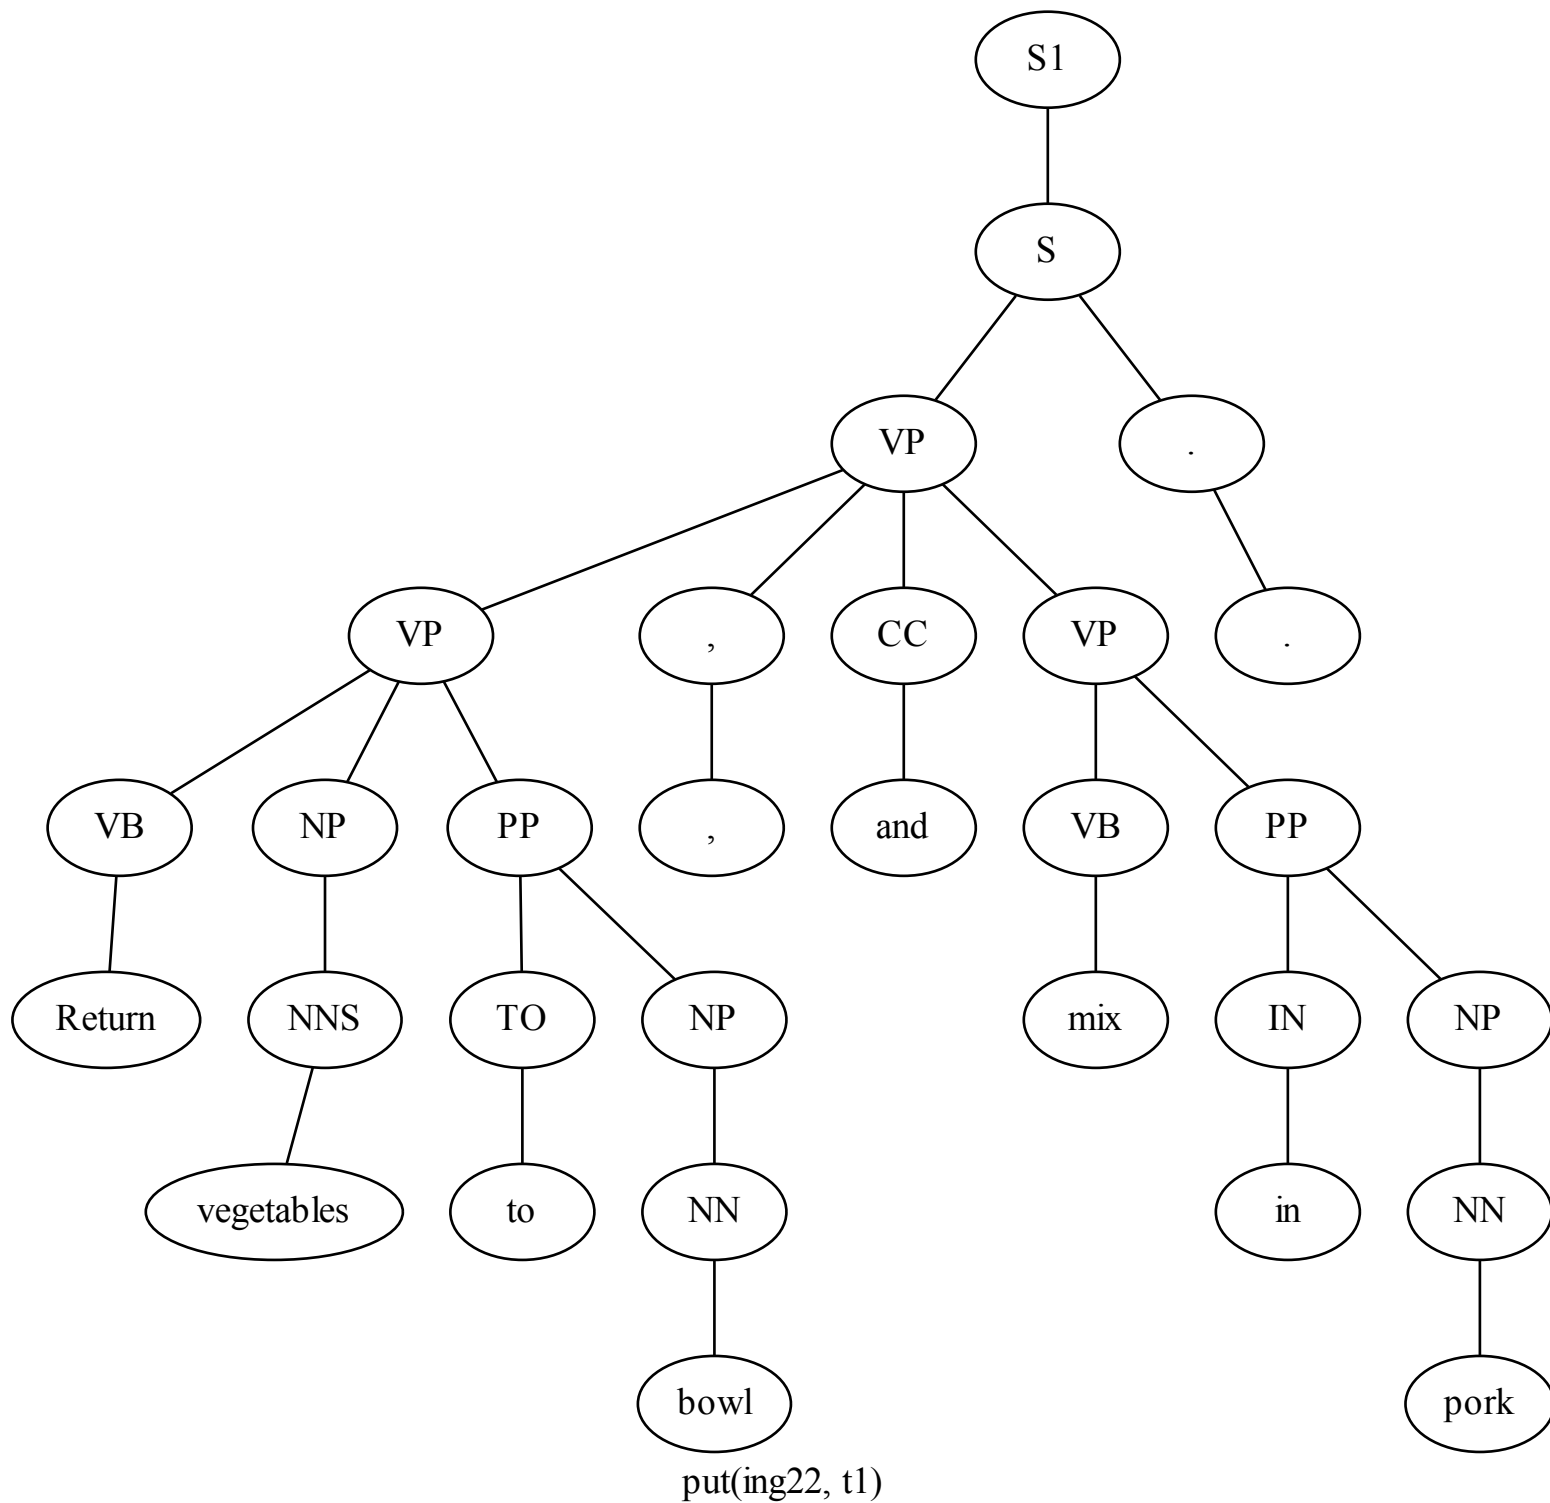 S1
S
VP .
VP , CC VP .
VB NP PP , and VB PP
Return NNS TO NP mix IN NP
vegetables to NN in NN
bowl pork
put(ing22, t1)